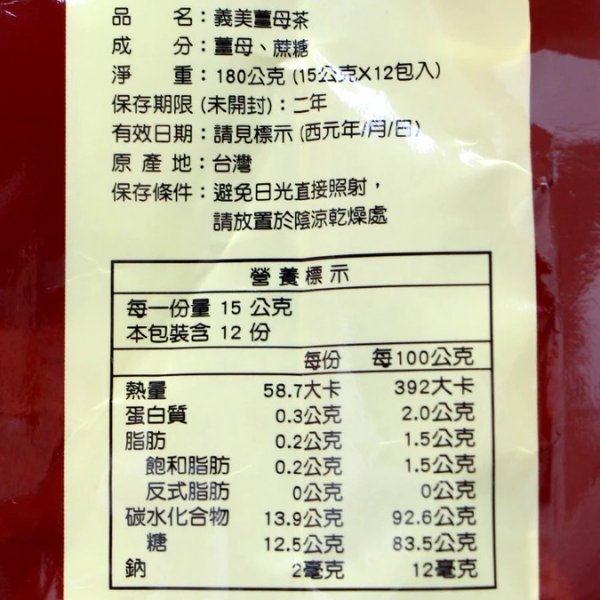 品 名：義美薑母茶
成 分：薑母、蔗糖
淨 重：180公克 (15公克X12包入)
保存期限 (未開封)：二年
有效日期：請見標示 (西元年/月/日)
原 產 地：台灣
保存條件：避免日光直接照射，
請放置於陰涼乾燥處
營養標示
每一份量 15 公克
本包裝含 12 份
每份 每100公克
熱量 58.7大卡 392大卡
蛋白質 0.3公克 2.0公克
脂肪 0.2公克 1.5公克
飽和脂肪 0.2公克 1.5公克
反式脂肪 0公克 0公克
碳水化合物 13.9公克 92.6公克
糖 12.5公克 83.5公克
鈉 2毫克 12毫克